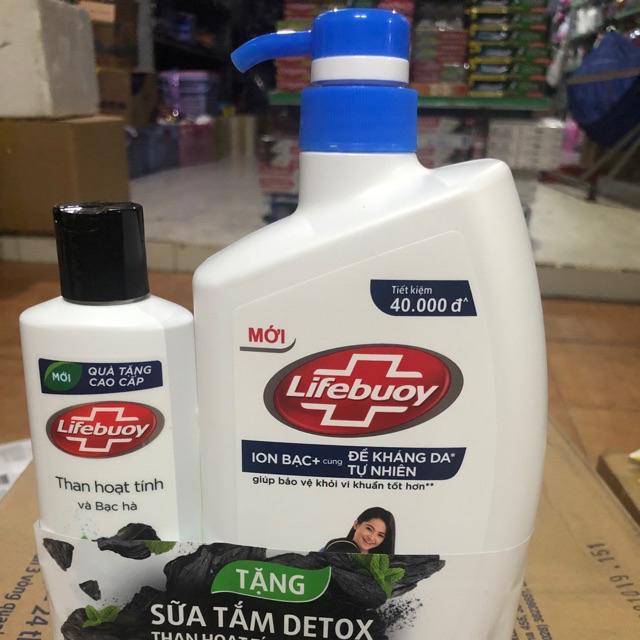 Tiết kiệm
40.000 đ^
MỚI
Lifebuoy
ION BẠC+ cùng ĐỀ KHÁNG DA*
TỰ NHIÊN
giúp bảo vệ khỏi vi khuẩn tốt hơn**
MỚI
QUÀ TẶNG
CAO CẤP
Lifebuoy
Than hoạt tính
và Bạc hà
TẶNG
SỮA TẮM DETOX
THAN HOẠT